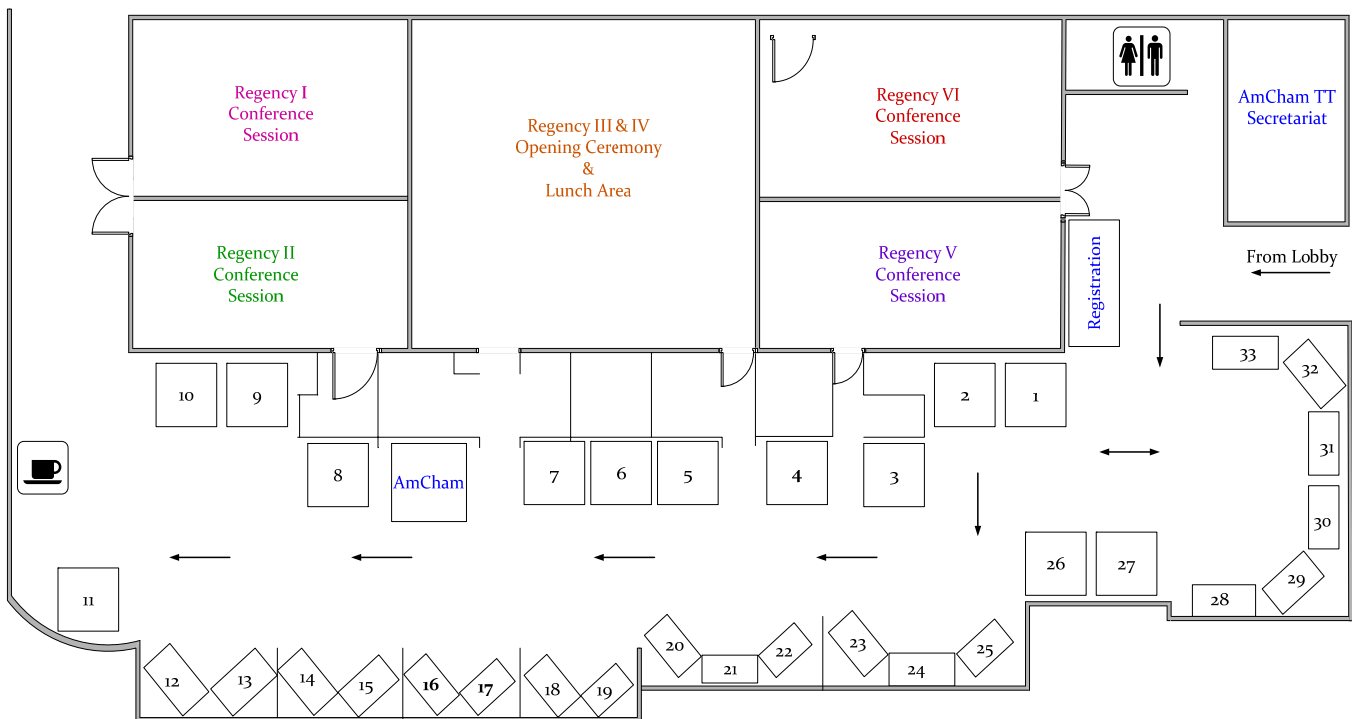 Regency I
Conference
Session
Regency III & IV
Opening Ceremony
&
Lunch Area
Regency VI
Conference
Session
AmCham TT
Secretariat
Regency II
Conference
Session
Regency V
Conference
Session
Registration
From Lobby
33
32
10
9
2
1
31
8
AmCham
7
6
5
4
3
30
26
27
29
28
11
20
21
22
23
24
25
12
13
14
15
16
17
18
19